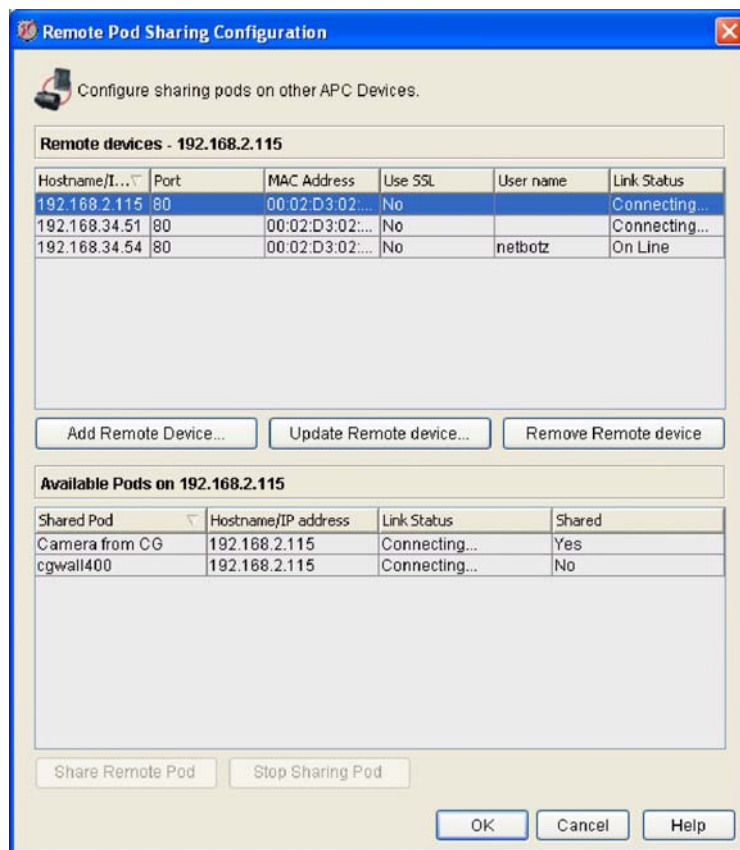 Remote Pod Sharing Configuration
Configure sharing pods on other APC Devices.
Remote devices - 192.168.2.115
Hostname/I... Port MAC Address Use SSL User name Link Status
192.168.2.115 80 00:02:D3:02:... No Connecting...
192.168.34.51 80 00:02:D3:02:... No Connecting...
192.168.34.54 80 00:02:D3:02:... No netbotz On Line
Add Remote Device... Update Remote device... Remove Remote device
Available Pods on 192.168.2.115
Shared Pod Hostname/IP address Link Status Shared
Camera from CG 192.168.2.115 Connecting... Yes
cgwall400 192.168.2.115 Connecting... No
Share Remote Pod Stop Sharing Pod
OK Cancel Help